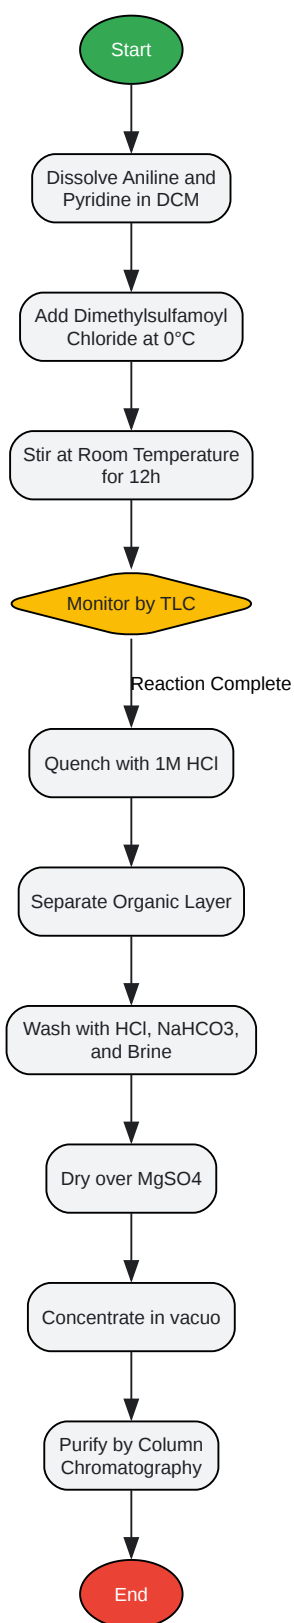 Start
Dissolve Aniline and
Pyridine in DCM
Add Dimethylsulfamoyl
Chloride at 0°C
Stir at Room Temperature
for 12h
Monitor by TLC
Reaction Complete
Quench with 1M HCl
Separate Organic Layer
Wash with HCl, NaHCO3,
and Brine
Dry over MgSO4
Concentrate in vacuo
Purify by Column
Chromatography
End